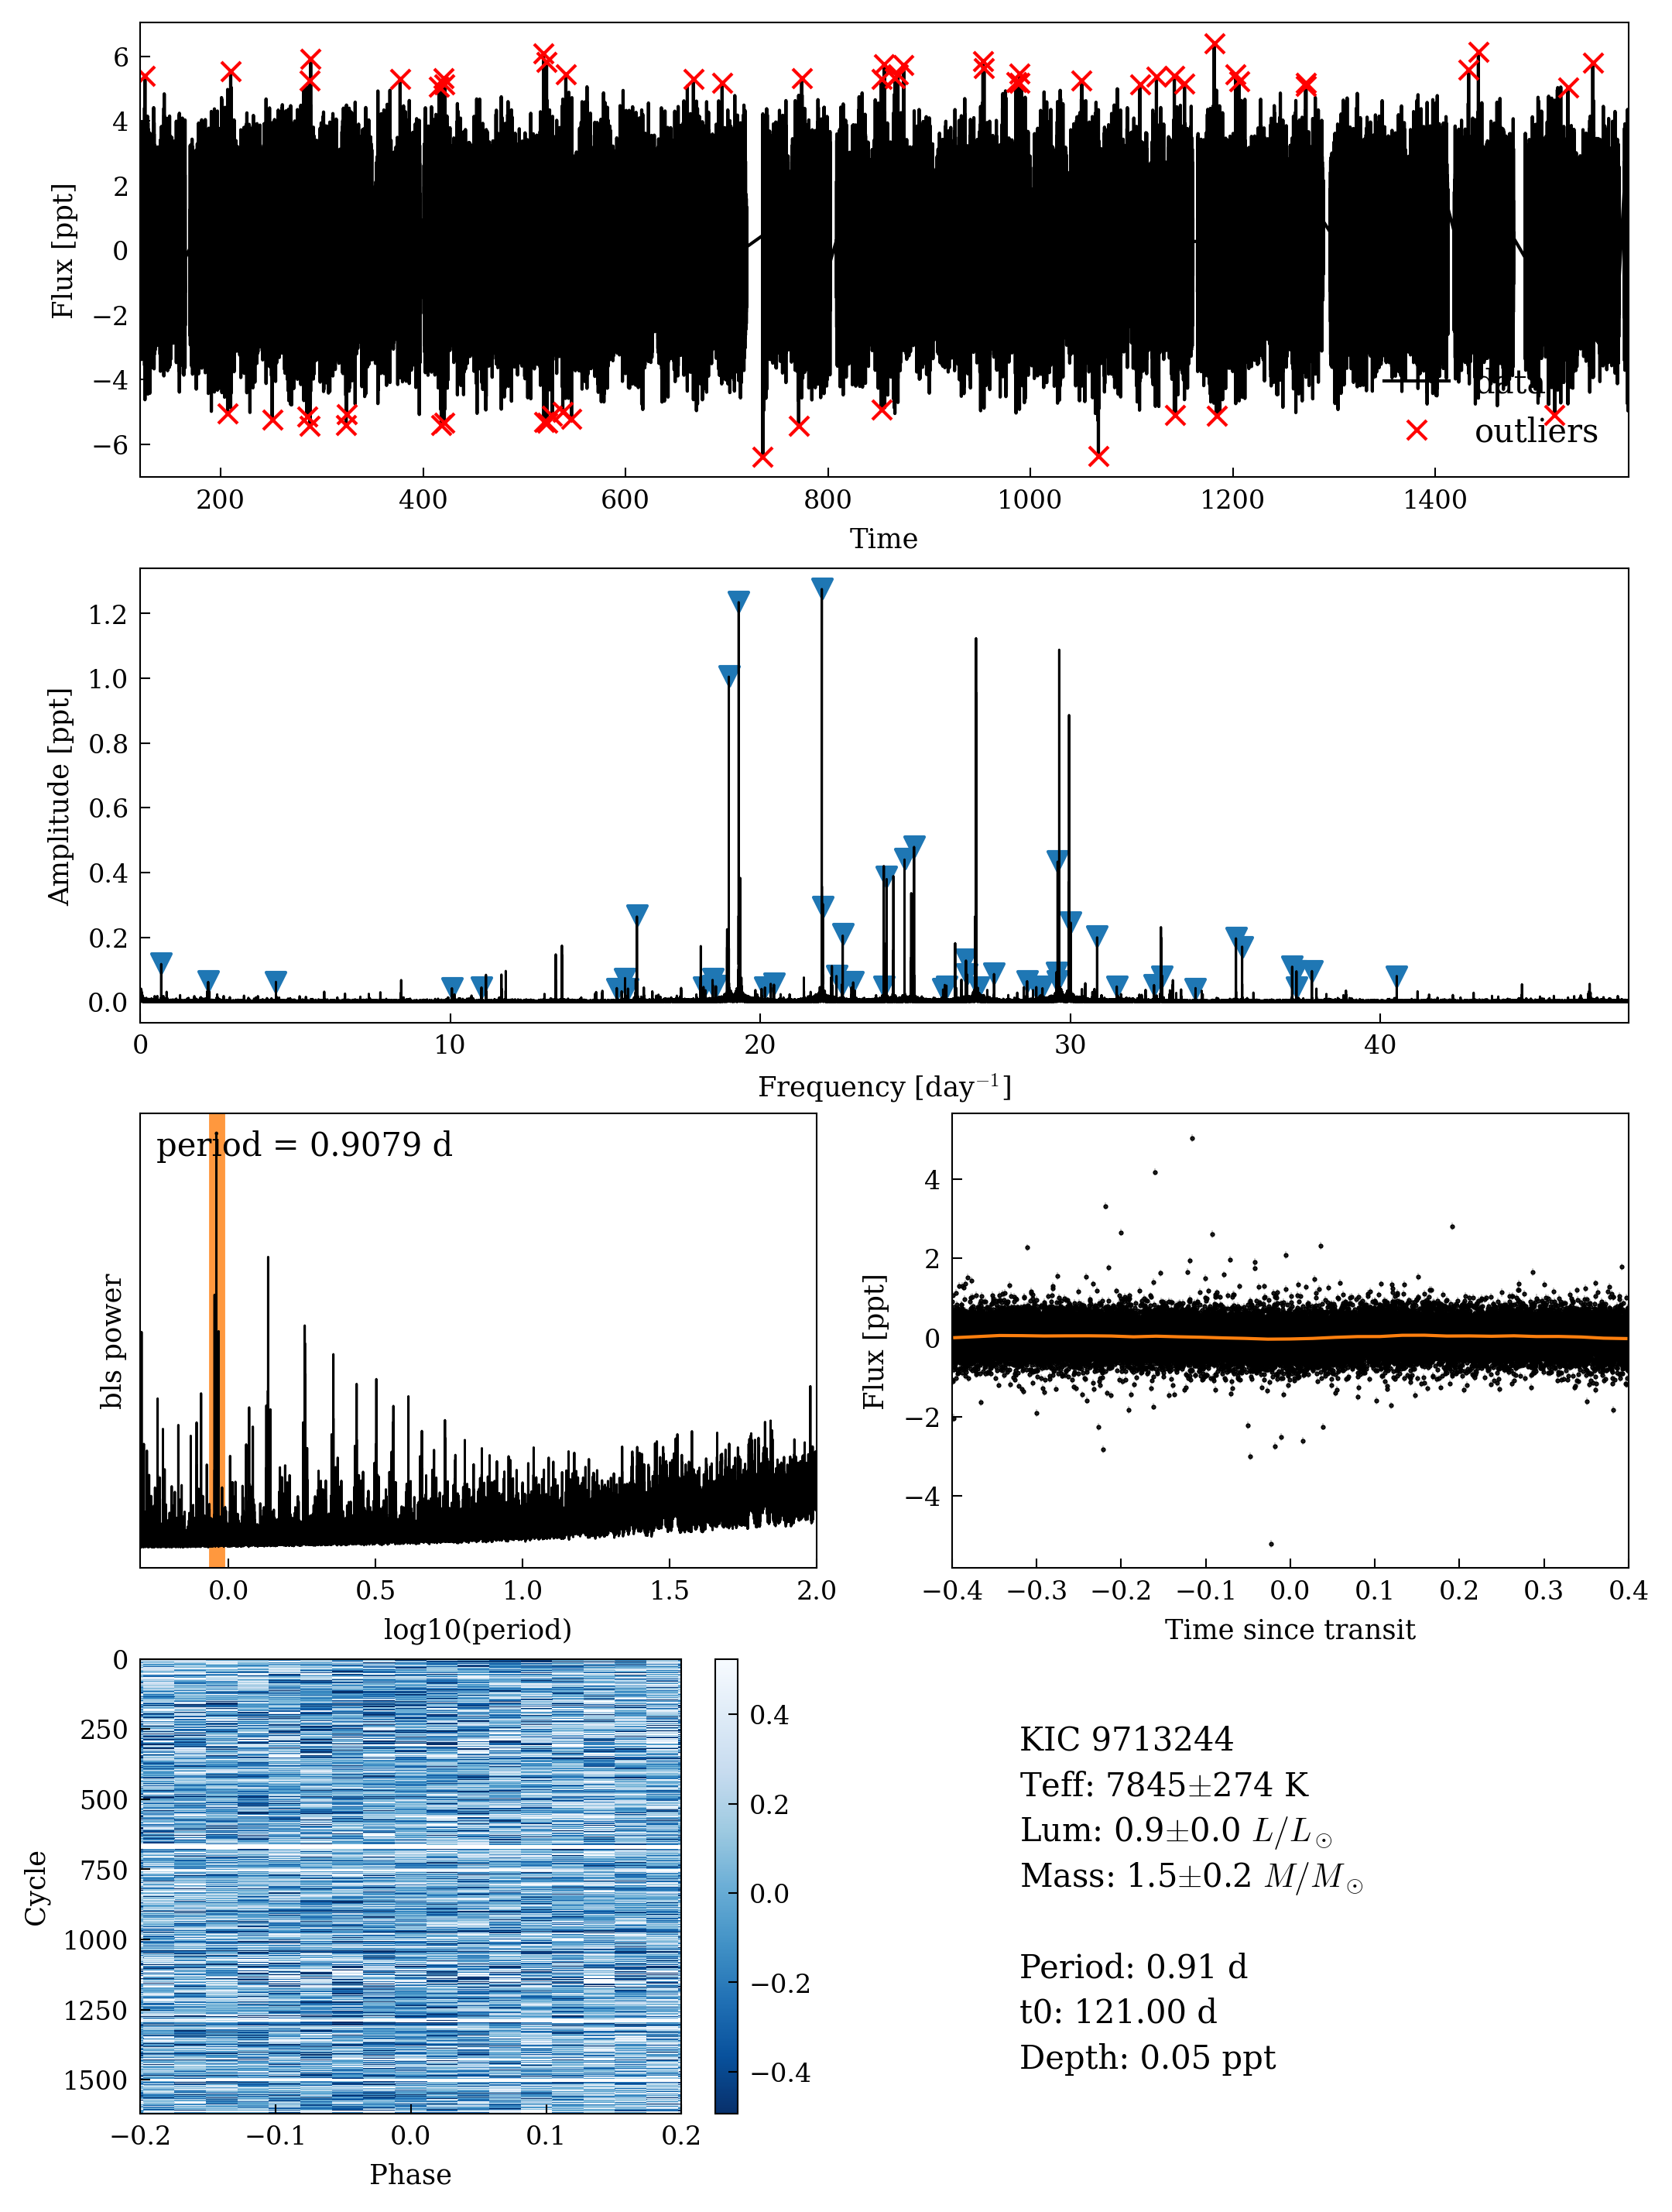 6
4
2
0
−2
−4
−6
Flux [ppt]
data
outliers
200 400 600 800 1000 1200 1400
Time
1.2
1.0
0.8
0.6
0.4
0.2
0.0
Amplitude [ppt]
0 10 20 30 40
Frequency [day⁻¹]
period = 0.9079 d
bls power
0.0 0.5 1.0 1.5 2.0
log10(period)
4
2
0
−2
−4
Flux [ppt]
−0.4 −0.3 −0.2 −0.1 0.0 0.1 0.2 0.3 0.4
Time since transit
0
250
500
750
1000
1250
1500
Cycle
−0.2 −0.1 0.0 0.1 0.2
Phase
0.4
0.2
0.0
−0.2
−0.4
KIC 9713244
Teff: 7845±274 K
Lum: 0.9±0.0 L/L⊙
Mass: 1.5±0.2 M/M⊙
Period: 0.91 d
t0: 121.00 d
Depth: 0.05 ppt